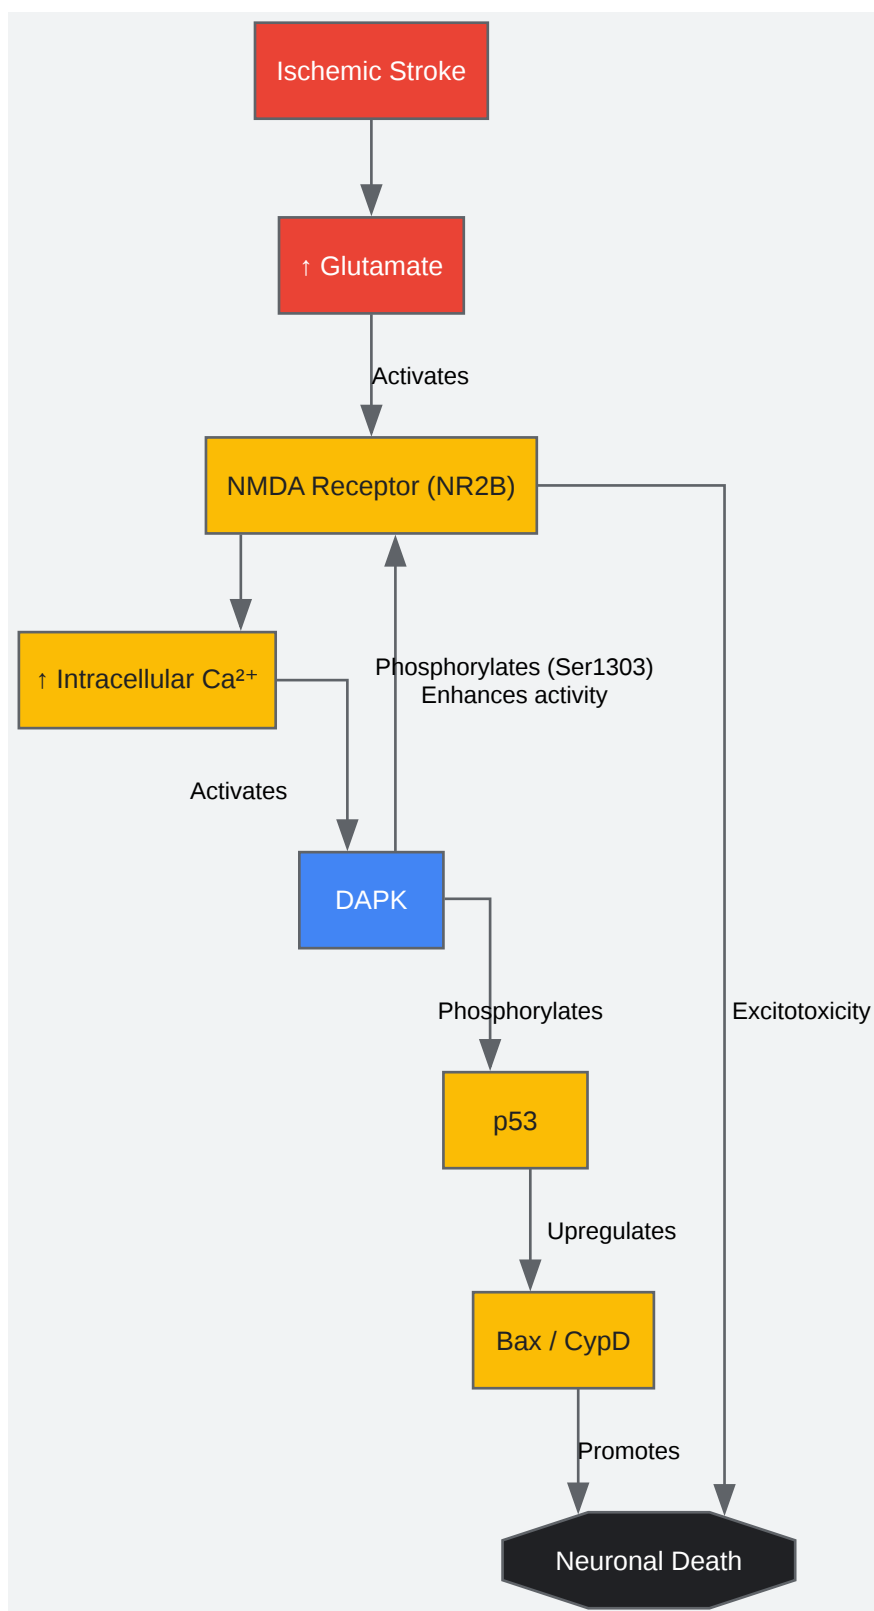 Ischemic Stroke
↑ Glutamate
Activates
NMDA Receptor (NR2B)
↑ Intracellular Ca²⁺
Phosphorylates (Ser1303)
Enhances activity
Activates
DAPK
Phosphorylates
Excitotoxicity
p53
Upregulates
Bax / CypD
Promotes
Neuronal Death